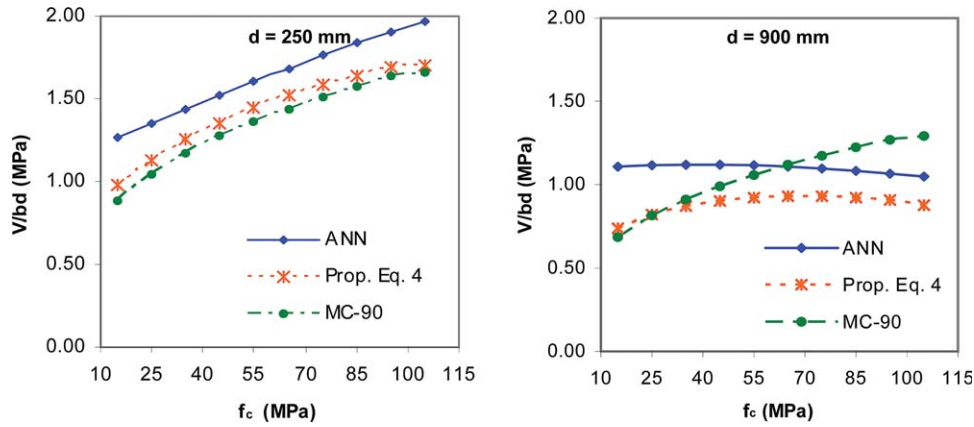 d = 250 mm
V/bd (MPa)
2.00
1.50
1.00
0.50
0.00
ANN
Prop. Eq. 4
MC-90
10 25 40 55 70 85 100 115
fc (MPa)
d = 900 mm
V/bd (MPa)
2.00
1.50
1.00
0.50
0.00
ANN
Prop. Eq. 4
MC-90
10 25 40 55 70 85 100 115
fc (MPa)